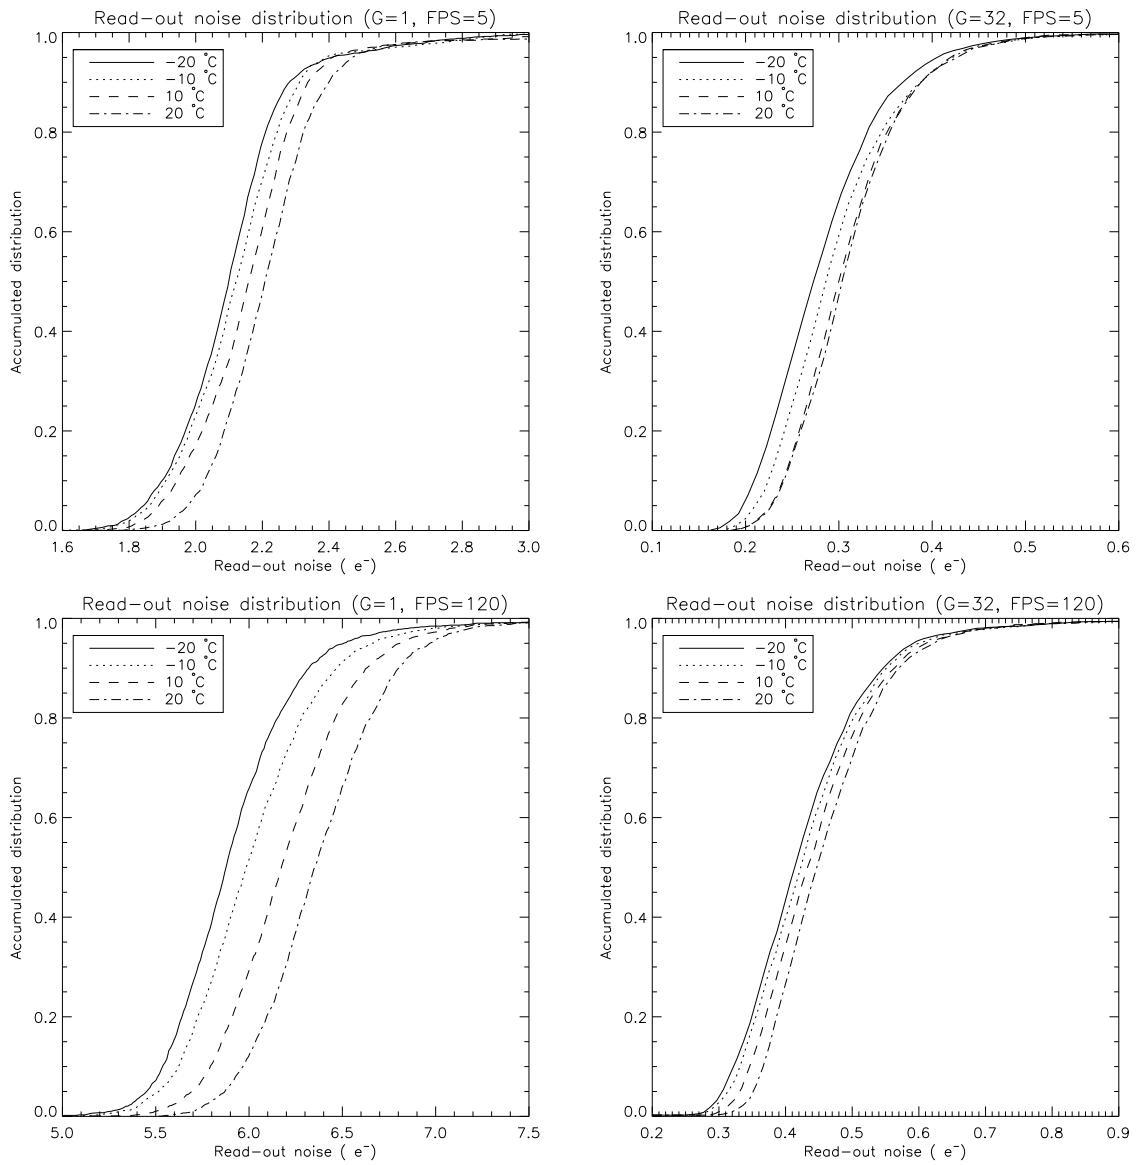 Read-out noise distribution (G=1, FPS=5)
1.0
0.8
0.6
0.4
0.2
0.0
Accumulated distribution
-20 °C
-10 °C
10 °C
20 °C
1.6 1.8 2.0 2.2 2.4 2.6 2.8 3.0
Read-out noise ( e⁻)
Read-out noise distribution (G=32, FPS=5)
1.0
0.8
0.6
0.4
0.2
0.0
Accumulated distribution
-20 °C
-10 °C
10 °C
20 °C
0.1 0.2 0.3 0.4 0.5 0.6
Read-out noise ( e⁻)
Read-out noise distribution (G=1, FPS=120)
1.0
0.8
0.6
0.4
0.2
0.0
Accumulated distribution
-20 °C
-10 °C
10 °C
20 °C
5.0 5.5 6.0 6.5 7.0 7.5
Read-out noise ( e⁻)
Read-out noise distribution (G=32, FPS=120)
1.0
0.8
0.6
0.4
0.2
0.0
Accumulated distribution
-20 °C
-10 °C
10 °C
20 °C
0.2 0.3 0.4 0.5 0.6 0.7 0.8 0.9
Read-out noise ( e⁻)